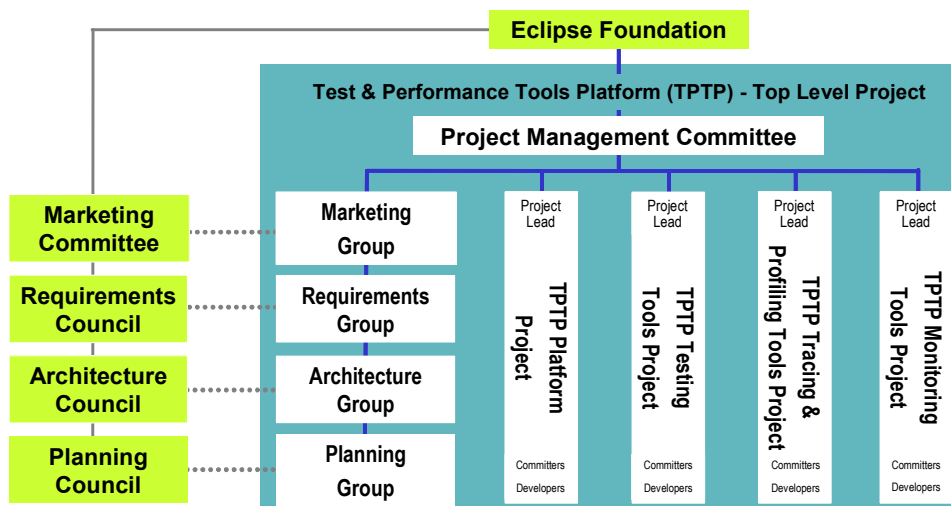 Eclipse Foundation
Test & Performance Tools Platform (TPTP) - Top Level Project
Project Management Committee
Marketing
Committee
Requirements
Council
Architecture
Council
Planning
Council
Marketing
Group
Requirements
Group
Architecture
Group
Planning
Group
Project
Lead
TPTP Platform
Project
Committers
Developers
Project
Lead
TPTP Testing
Tools Project
Committers
Developers
Project
Lead
TPTP Tracing &
Profiling Tools Project
Committers
Developers
Project
Lead
TPTP Monitoring
Tools Project
Committers
Developers